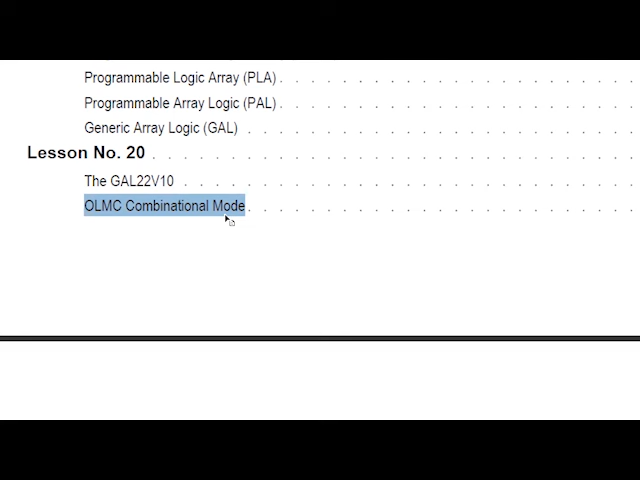 Programmable Logic Array (PLA) . . . . . . . . . . . . . . . . . . .
Programmable Array Logic (PAL) . . . . . . . . . . . . . . . . . . .
Generic Array Logic (GAL) . . . . . . . . . . . . . . . . . . . .
Lesson No. 20 . . . . . . . . . . . . . . . . . . . . . . . . .
The GAL22V10 . . . . . . . . . . . . . . . . . . . . . . . .
OLMC Combinational Mode . . . . . . . . . . . . . . . . . . . .